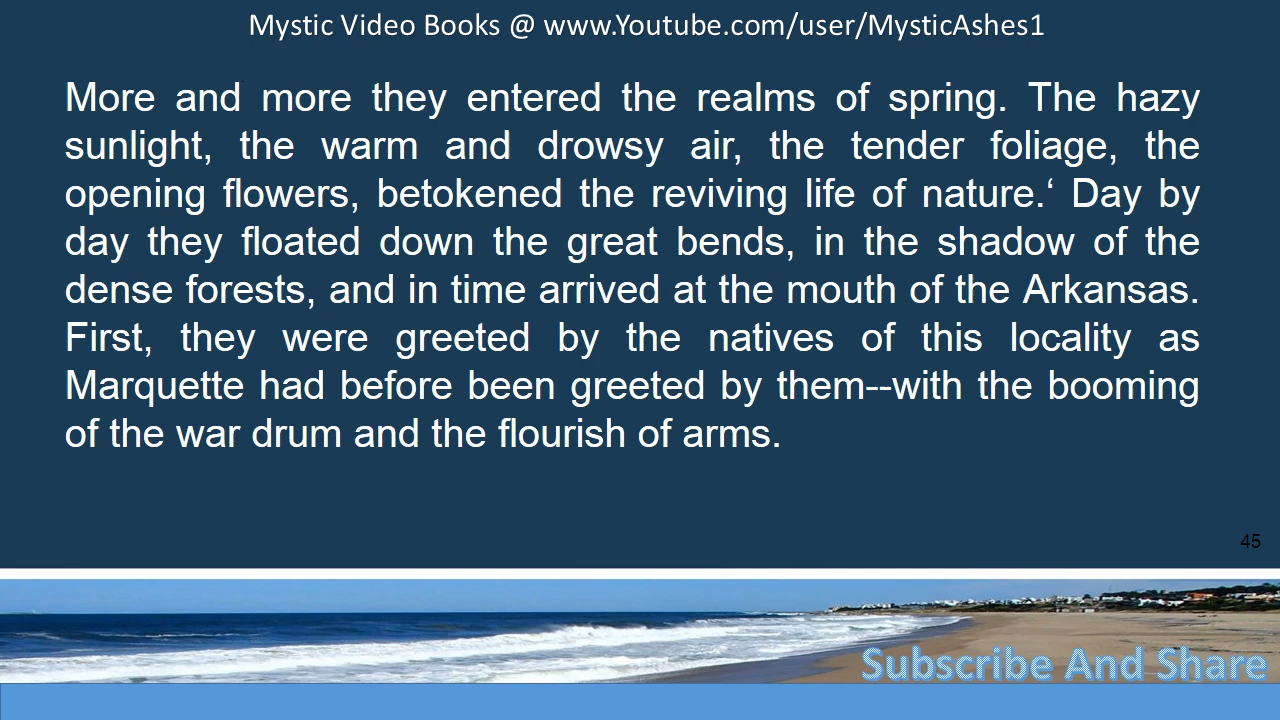 Mystic Video Books @ www.Youtube.com/user/MysticAshes1
More and more they entered the realms of spring. The hazy
sunlight, the warm and drowsy air, the tender foliage, the
opening flowers, betokened the reviving life of nature.‘ Day by
day they floated down the great bends, in the shadow of the
dense forests, and in time arrived at the mouth of the Arkansas.
First, they were greeted by the natives of this locality as
Marquette had before been greeted by them--with the booming
of the war drum and the flourish of arms.
45
Subscribe And Share